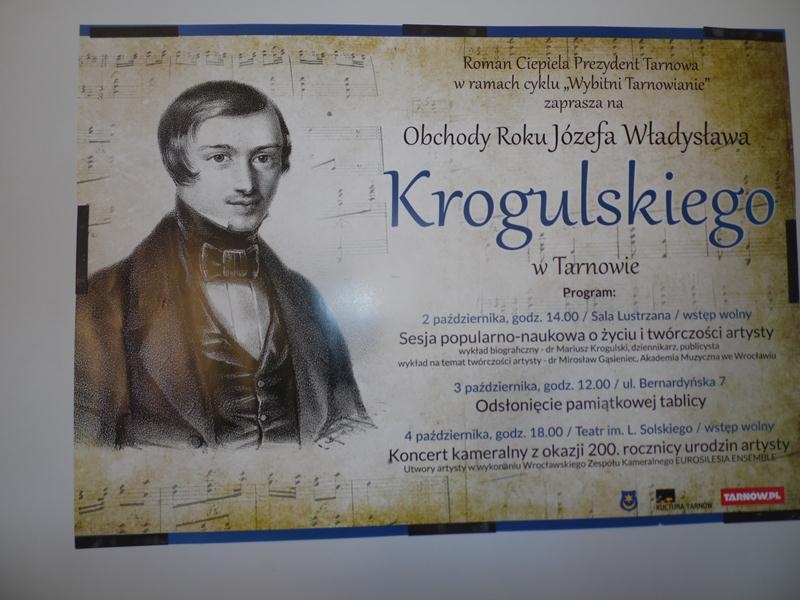 Roman Ciepiela Prezydent Tarnowa
w ramach cyklu „Wybitni Tarnowianie”
zaprasza na
Obchody Roku Józefa Władysława
Krogulskiego
w Tarnowie
Program:
2 października, godz. 14.00 / Sala Lustrzana / wstęp wolny
Sesja popularno-naukowa o życiu i twórczości artysty
wykład biograficzny - dr Mariusz Krogulski, dziennikarz, publicysta
wykład na temat twórczości artysty - dr Mirosław Gąsieniec, Akademia Muzyczna we Wrocławiu
3 października, godz. 12.00 / ul. Bernardyńska 7
Odsłonięcie pamiątkowej tablicy
4 października, godz. 18.00 / Teatr im. L. Solskiego / wstęp wolny
Koncert kameralny z okazji 200. rocznicy urodzin artysty
Utwory artysty w wykonaniu Wrocławskiego Zespołu Kameralnego EUROSILESIA ENSEMBLE
KULTURA TARNÓW
TARNÓW.PL